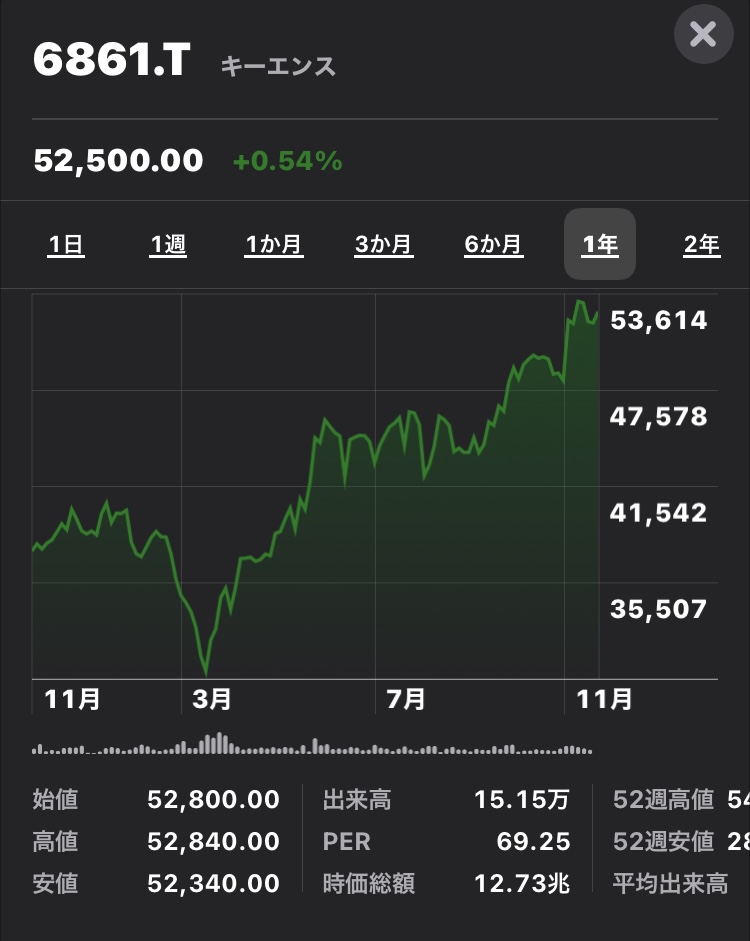 6861.T キーエンス
52,500.00 +0.54%
1日 1週 1か月 3か月 6か月 1年 2年
53,614
47,578
41,542
35,507
11月 3月 7月 11月
始値 52,800.00 出来高 15.15万 52週高値 54
高値 52,840.00 PER 69.25 52週安値 28
安値 52,340.00 時価総額 12.73兆 平均出来高